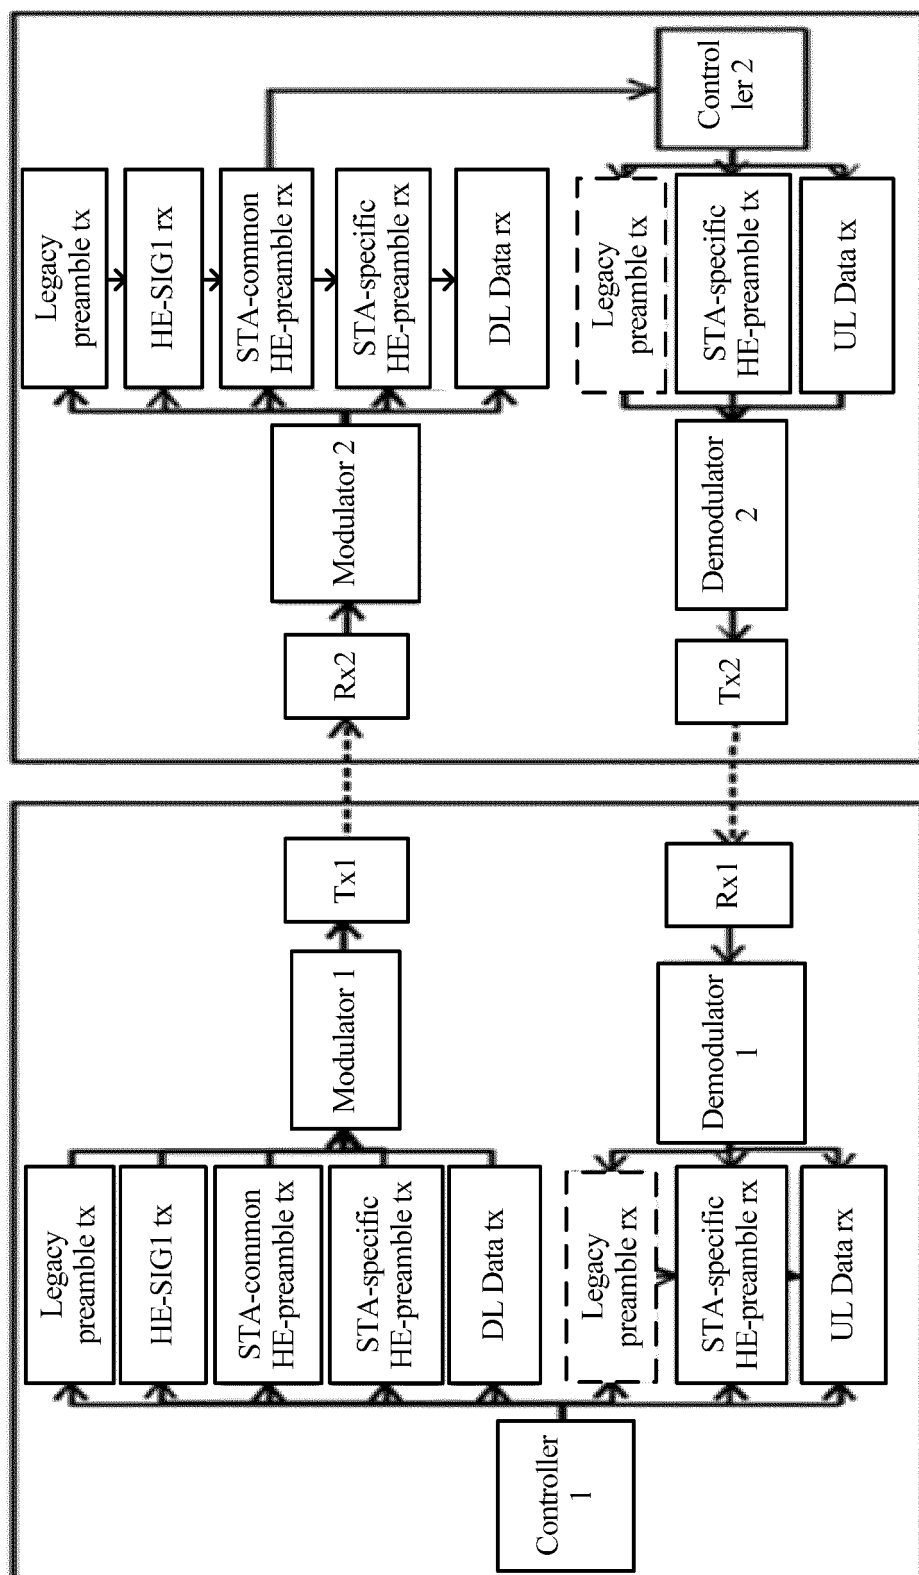 Legacy
preamble tx
HE-SIG1 tx
STA-common
HE-preamble tx
STA-specific
HE-preamble tx
DL Data tx
Controller
1
Legacy
preamble rx
STA-specific
HE-preamble rx
UL Data rx
Modulator 1
Tx1
Demodulator
1
Rx1
Rx2
Modulator 2
Legacy
preamble tx
HE-SIG1 rx
STA-common
HE-preamble rx
STA-specific
HE-preamble rx
DL Data rx
Tx2
Demodulator
2
Legacy
preamble tx
STA-specific
HE-preamble tx
UL Data tx
Control
ler 2